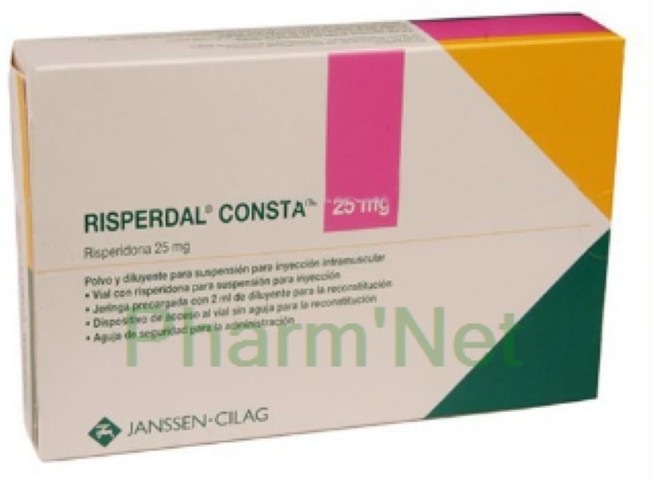 RISPERDAL® CONSTA™ 25 mg
Risperidona 25 mg
Polvo y diluyente para suspensión para inyección intramuscular
• Vial con risperidona para suspensión para inyección
• Jeringa precargada con 2 ml de diluyente para la reconstitución
• Dispositivo de acceso al vial sin aguja para la reconstitución
• Aguja de seguridad para la administración
Pharm'Net
JANSSEN-CILAG